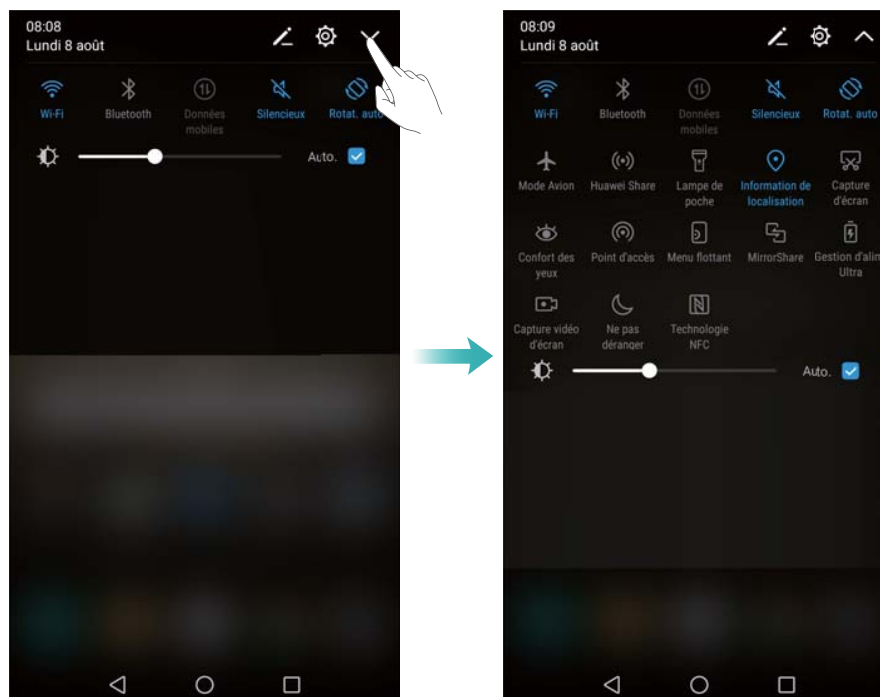 08:08
Lundi 8 août
Wi-Fi
Bluetooth
Données
mobiles
Silencieux
Rotat. auto
Auto.
08:09
Lundi 8 août
Wi-Fi
Bluetooth
Données
mobiles
Silencieux
Rotat. auto
Mode Avion
Huawei Share
Lampe de
poche
Information de
localisation
Capture
d'écran
Confort des
yeux
Point d'accès
Menu flottant
MirrorShare
Gestion d'alim
Ultra
Capture vidéo
d'écran
Ne pas
déranger
Technologie
NFC
Auto.